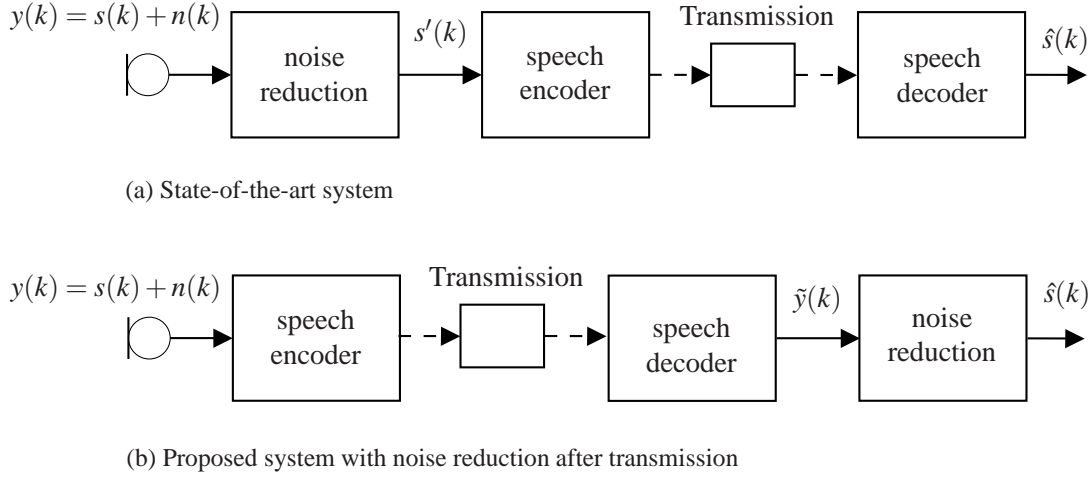 y(k) = s(k) + n(k)
noise
reduction
s′(k)
speech
encoder
Transmission
speech
decoder
ŝ(k)
(a) State-of-the-art system
y(k) = s(k) + n(k)
speech
encoder
Transmission
speech
decoder
ỹ(k)
noise
reduction
ŝ(k)
(b) Proposed system with noise reduction after transmission